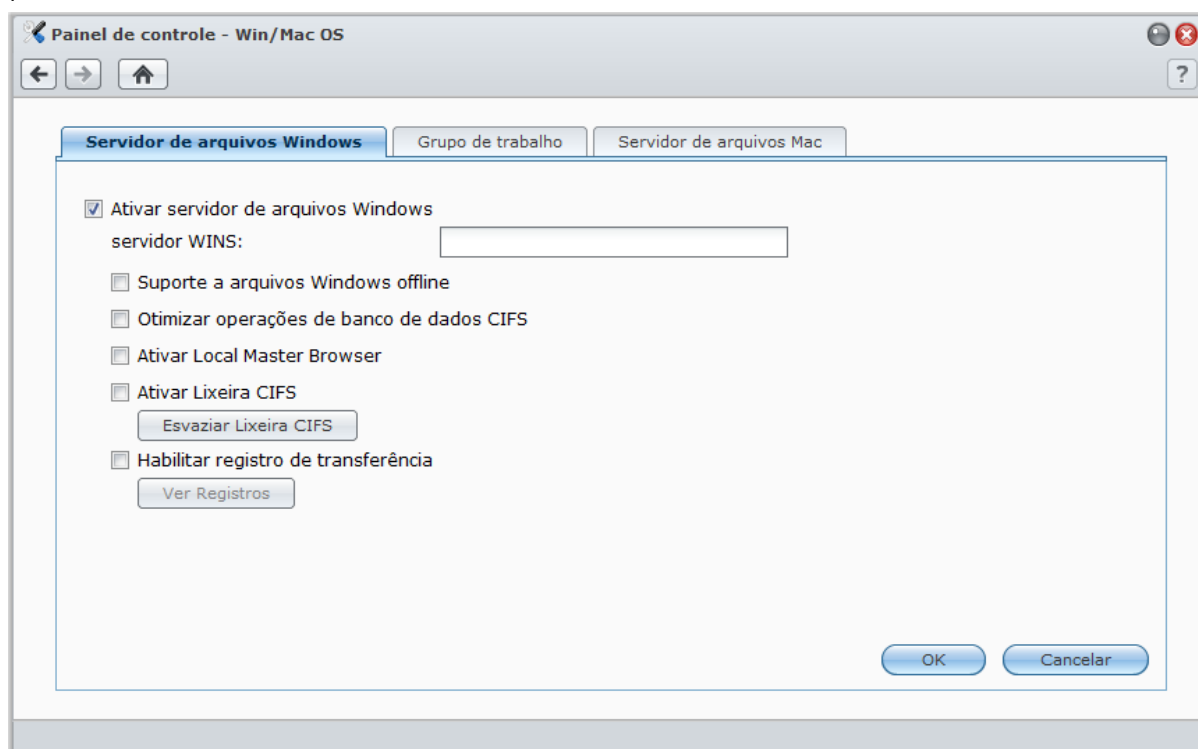 Painel de controle - Win/Mac OS
?
Servidor de arquivos Windows
Grupo de trabalho
Servidor de arquivos Mac
Ativar servidor de arquivos Windows
servidor WINS:
Suporte a arquivos Windows offline
Otimizar operações de banco de dados CIFS
Ativar Local Master Browser
Ativar Lixeira CIFS
Esvaziar Lixeira CIFS
Habilitar registro de transferência
Ver Registros
OK
Cancelar